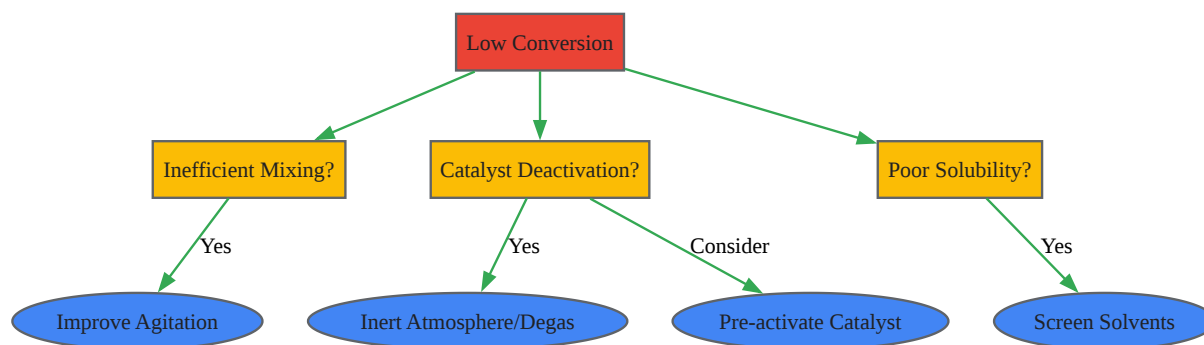 Low Conversion
Inefficient Mixing?
Catalyst Deactivation?
Poor Solubility?
Yes
Yes
Consider
Yes
Improve Agitation
Inert Atmosphere/Degas
Pre-activate Catalyst
Screen Solvents